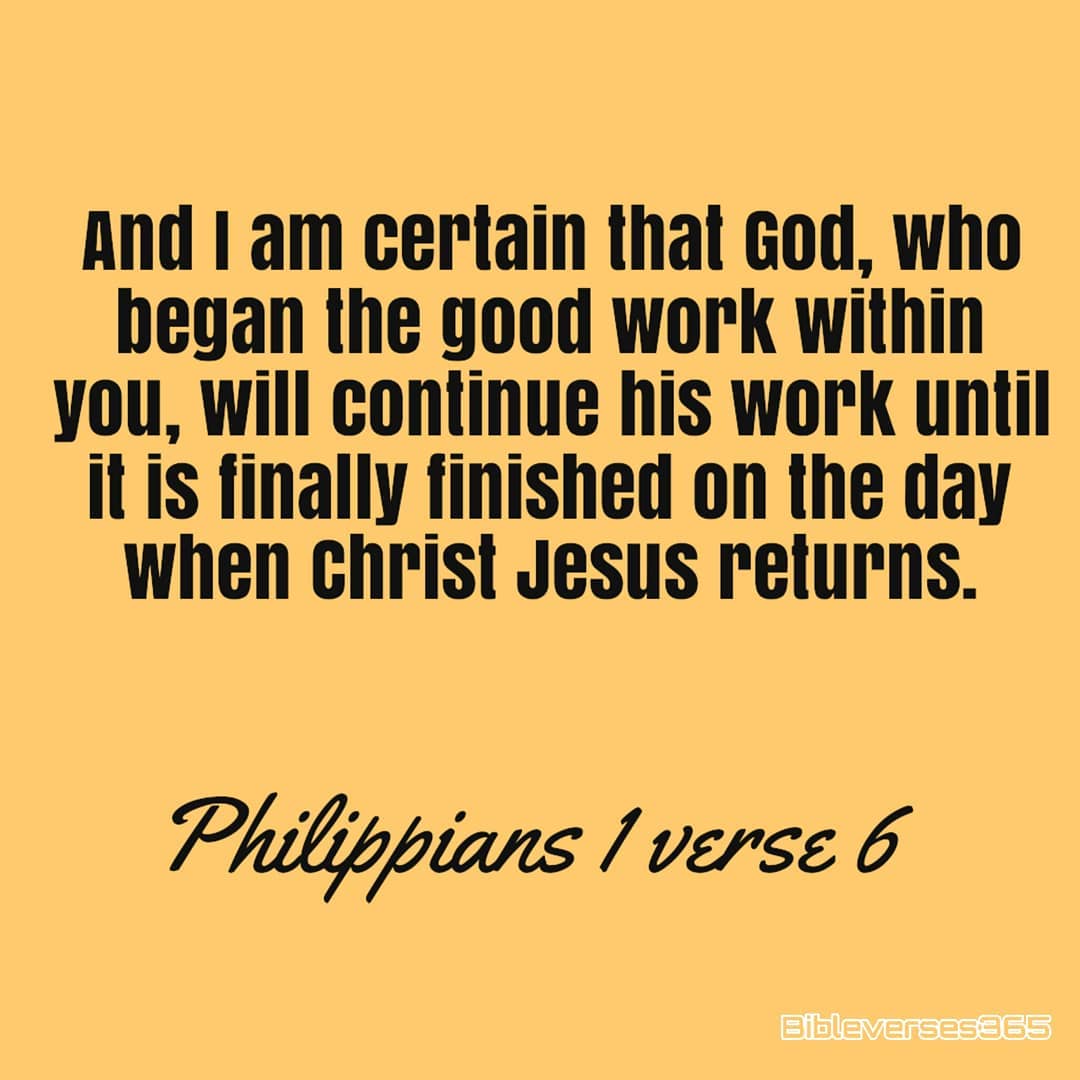 And I am certain that God, who
began the good work within
you, will continue his work until
it is finally finished on the day
when Christ Jesus returns.
Philippians 1 verse 6
Bibleverses365